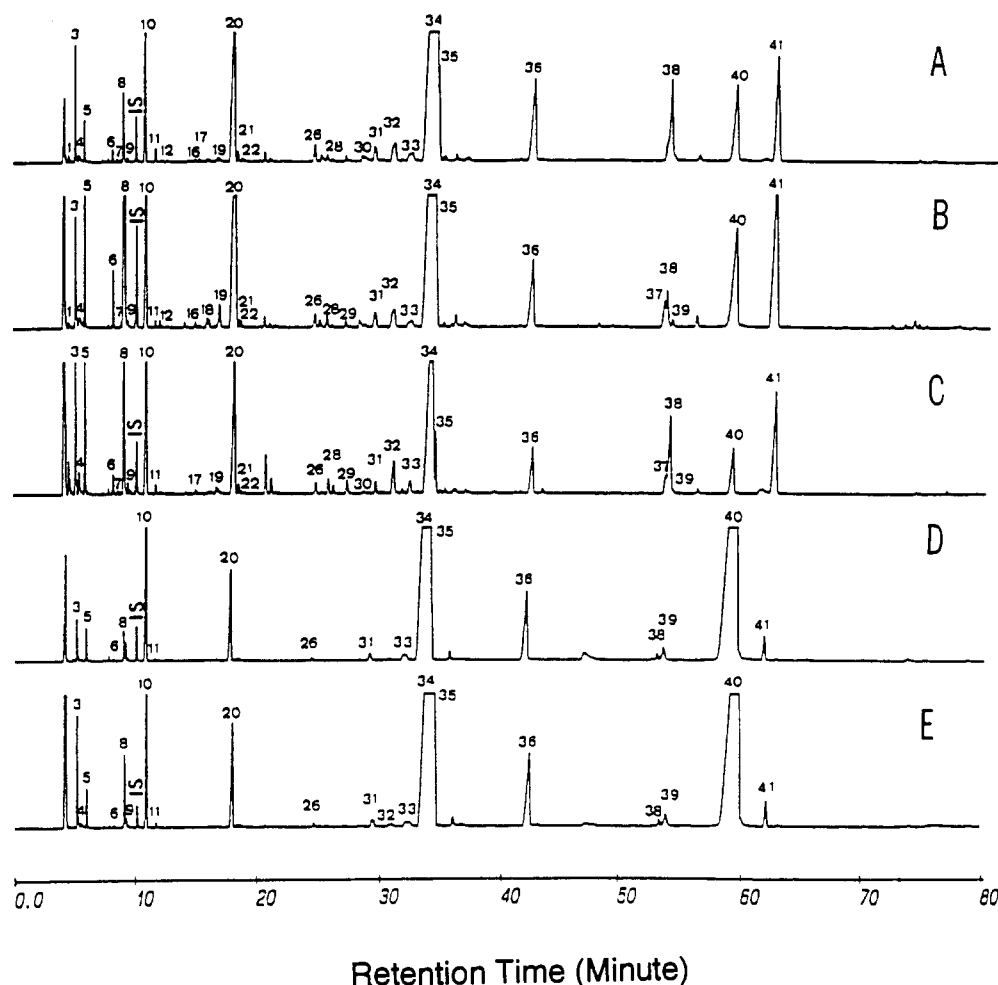 3 1 4 5 6 7 8 9 IS 10 11 12 16 17 19 20 21 22 26 28 30 31 32 33 34 35 36 38 40 41 A
1 3 4 5 6 7 8 9 IS 10 11 12 16 18 19 20 21 22 26 28 29 31 32 33 34 35 36 37 38 39 40 41 B
3 4 5 6 7 8 9 IS 10 11 17 19 20 21 22 26 28 29 30 31 32 33 34 35 36 37 38 39 40 41 C
3 5 6 8 IS 10 11 20 26 31 33 34 35 36 38 39 40 41 D
3 4 5 6 8 9 IS 10 11 20 26 31 32 33 34 35 36 38 39 40 41 E
0.0 10 20 30 40 50 60 70 80
Retention Time (Minute)